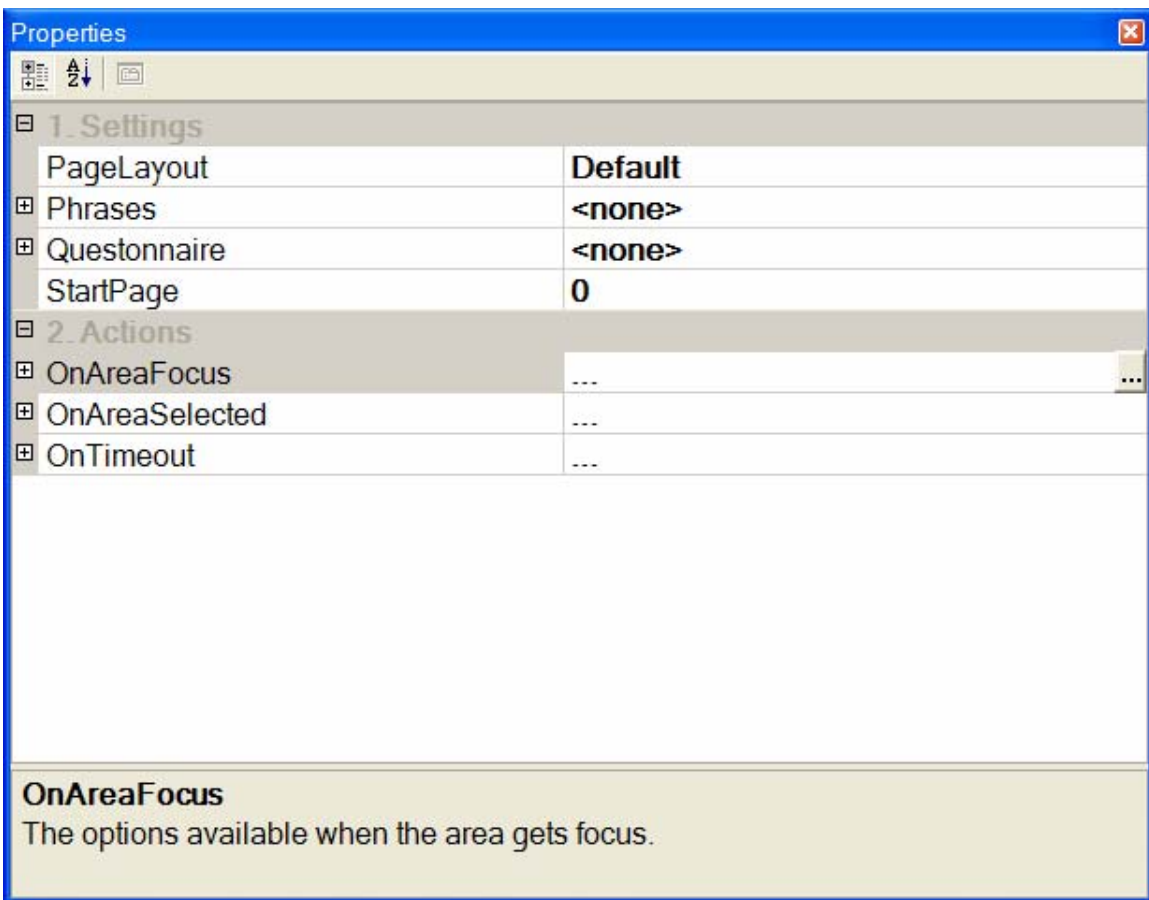 Properties
1. Settings
PageLayout Default
Phrases <none>
Questonnaire <none>
StartPage 0
2. Actions
OnAreaFocus ... ...
OnAreaSelected ...
OnTimeout ...
OnAreaFocus
The options available when the area gets focus.